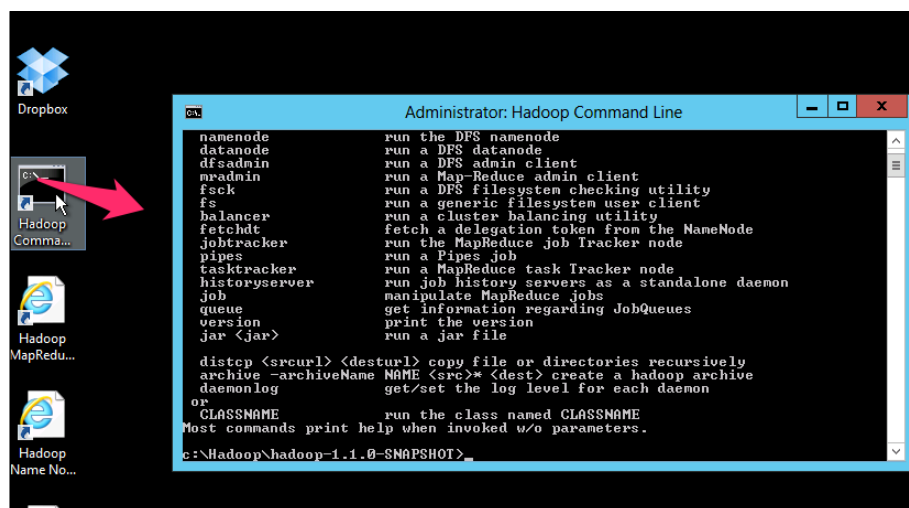 Dropbox
Hadoop
Comma...
Hadoop
MapRedu...
Hadoop
Name No...
C:\.
Administrator: Hadoop Command Line
namenode run the DFS namenode
datanode run a DFS datanode
dfsadmin run a DFS admin client
mradmin run a Map-Reduce admin client
fsck run a DFS filesystem checking utility
fs run a generic filesystem user client
balancer run a cluster balancing utility
fetchdt fetch a delegation token from the NameNode
jobtracker run the MapReduce job Tracker node
pipes run a Pipes job
tasktracker run a MapReduce task Tracker node
historyserver run job history servers as a standalone daemon
job manipulate MapReduce jobs
queue get information regarding JobQueues
version print the version
jar <jar> run a jar file
distcp <srcurl> <desturl> copy file or directories recursively
archive -archiveName NAME <src>* <dest> create a hadoop archive
daemonlog get/set the log level for each daemon
or
CLASSNAME run the class named CLASSNAME
Most commands print help when invoked w/o parameters.
c:\Hadoop\hadoop-1.1.0-SNAPSHOT>_